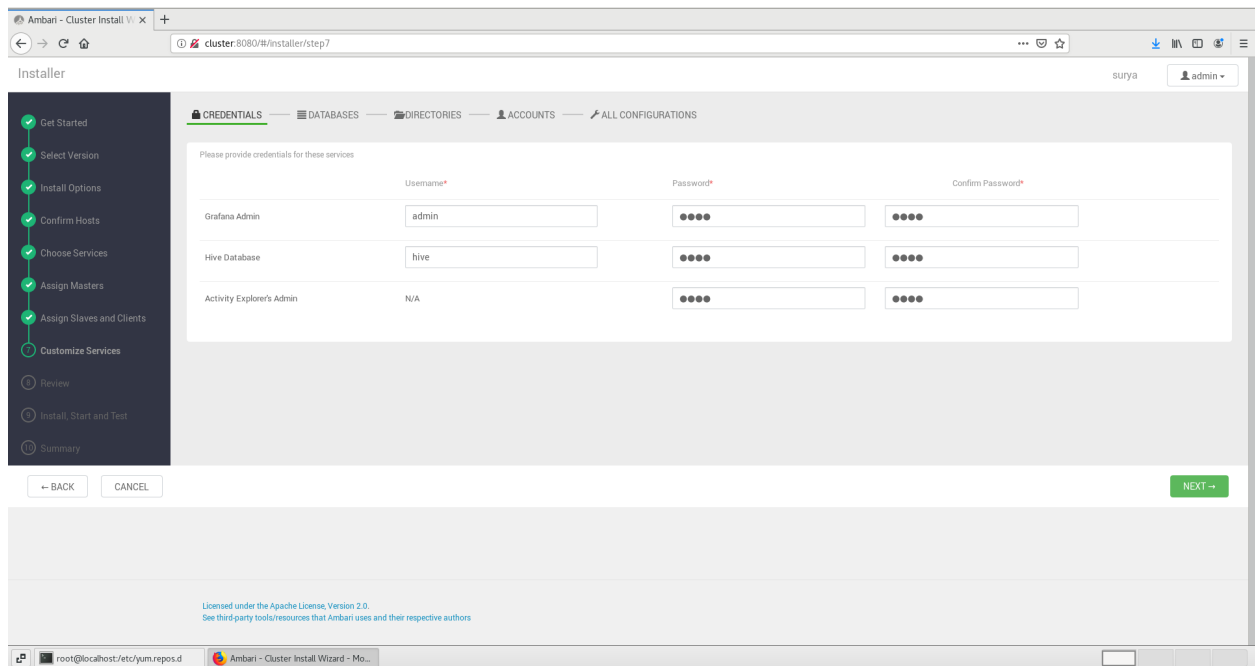 Ambari - Cluster Install W
cluster:8080/#/installer/step7
Installer
surya
admin
Get Started
Select Version
Install Options
Confirm Hosts
Choose Services
Assign Masters
Assign Slaves and Clients
7 Customize Services
8 Review
9 Install, Start and Test
10 Summary
CREDENTIALS DATABASES DIRECTORIES ACCOUNTS ALL CONFIGURATIONS
Please provide credentials for these services
Username* Password* Confirm Password*
Grafana Admin admin
Hive Database hive
Activity Explorer's Admin N/A
← BACK CANCEL NEXT →
Licensed under the Apache License, Version 2.0.
See third-party tools/resources that Ambari uses and their respective authors
root@localhost:/etc/yum.repos.d Ambari - Cluster Install Wizard - Mo...